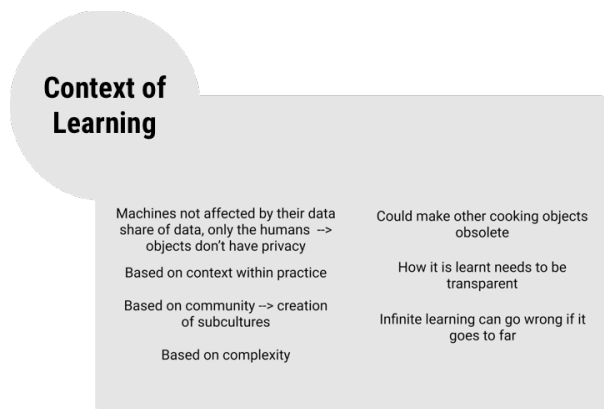 Context of
Learning
Machines not affected by their data
share of data, only the humans -->
objects don't have privacy
Based on context within practice
Based on community --> creation
of subcultures
Based on complexity
Could make other cooking objects
obsolete
How it is learnt needs to be
transparent
Infinite learning can go wrong if it
goes to far